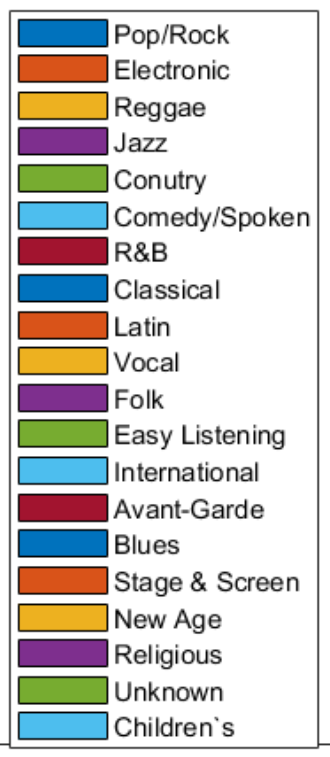 Pop/Rock
Electronic
Reggae
Jazz
Conutry
Comedy/Spoken
R&B
Classical
Latin
Vocal
Folk
Easy Listening
International
Avant-Garde
Blues
Stage & Screen
New Age
Religious
Unknown
Children`s